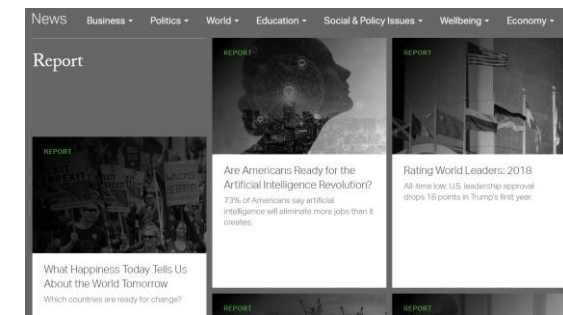 News Business Politics World Education Social & Policy Issues Wellbeing Economy
Report
REPORT
What Happiness Today Tells Us
About the World Tomorrow
Which countries are ready for change?
REPORT
Are Americans Ready for the
Artificial Intelligence Revolution?
73% of Americans say artificial
intelligence will eliminate more jobs than it
creates.
REPORT
Rating World Leaders: 2018
All-time low: U.S. leadership approval
drops 18 points in Trump's first year.
REPORT
REPORT